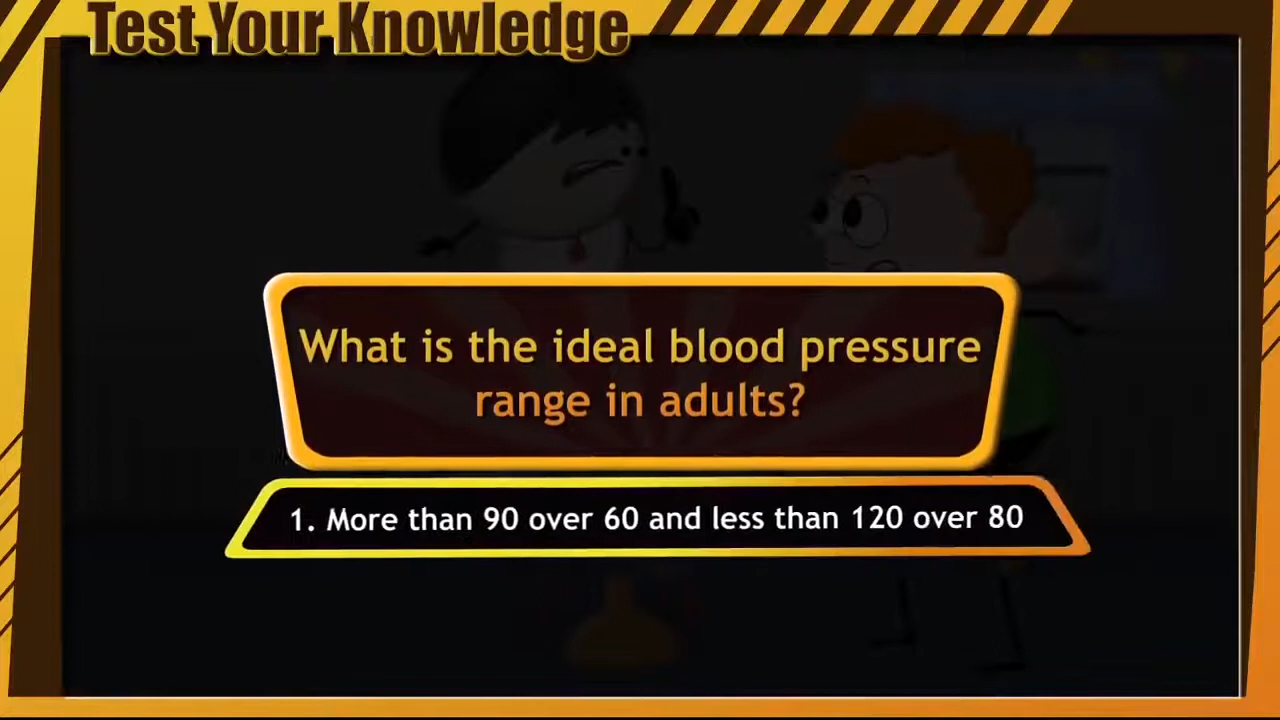 Test Your Knowledge
What is the ideal blood pressure
range in adults?
1. More than 90 over 60 and less than 120 over 80